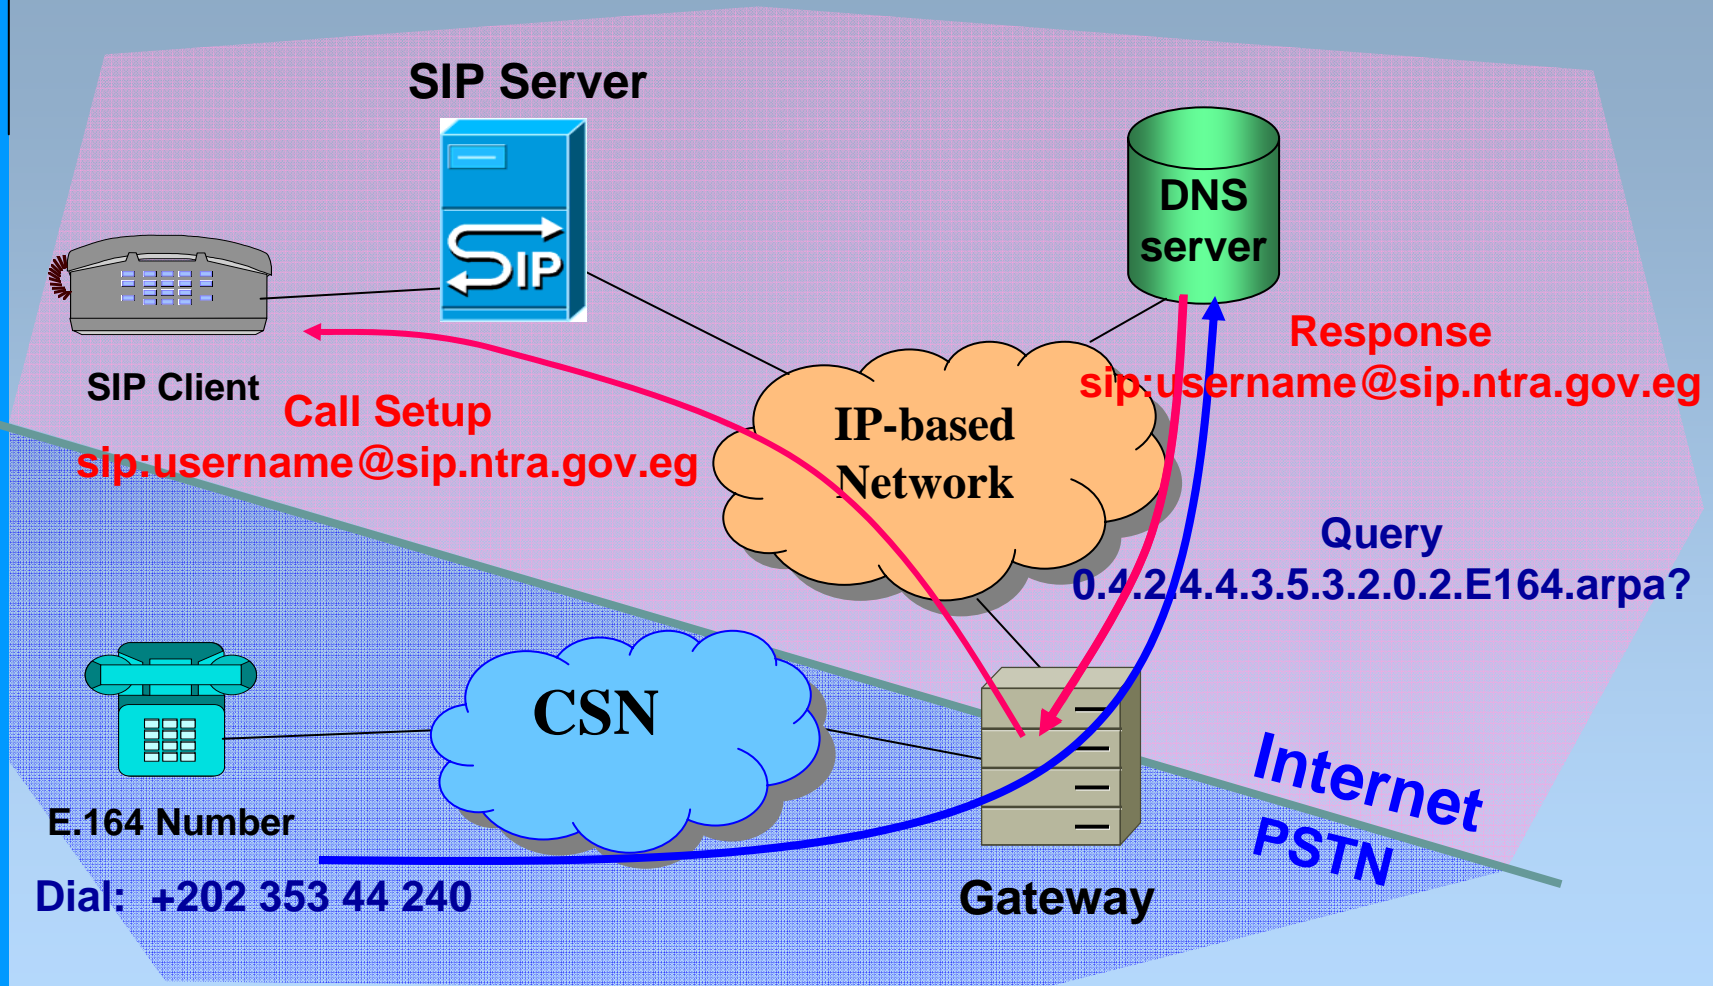 SIP Server
SIP
DNS
server
SIP Client
Call Setup
sip:username@sip.ntra.gov.eg
IP-based
Network
Response
sip:username@sip.ntra.gov.eg
Query
0.4.2.4.4.3.5.3.2.0.2.E164.arpa?
CSN
E.164 Number
Dial: +202 353 44 240
Gateway
Internet
PSTN